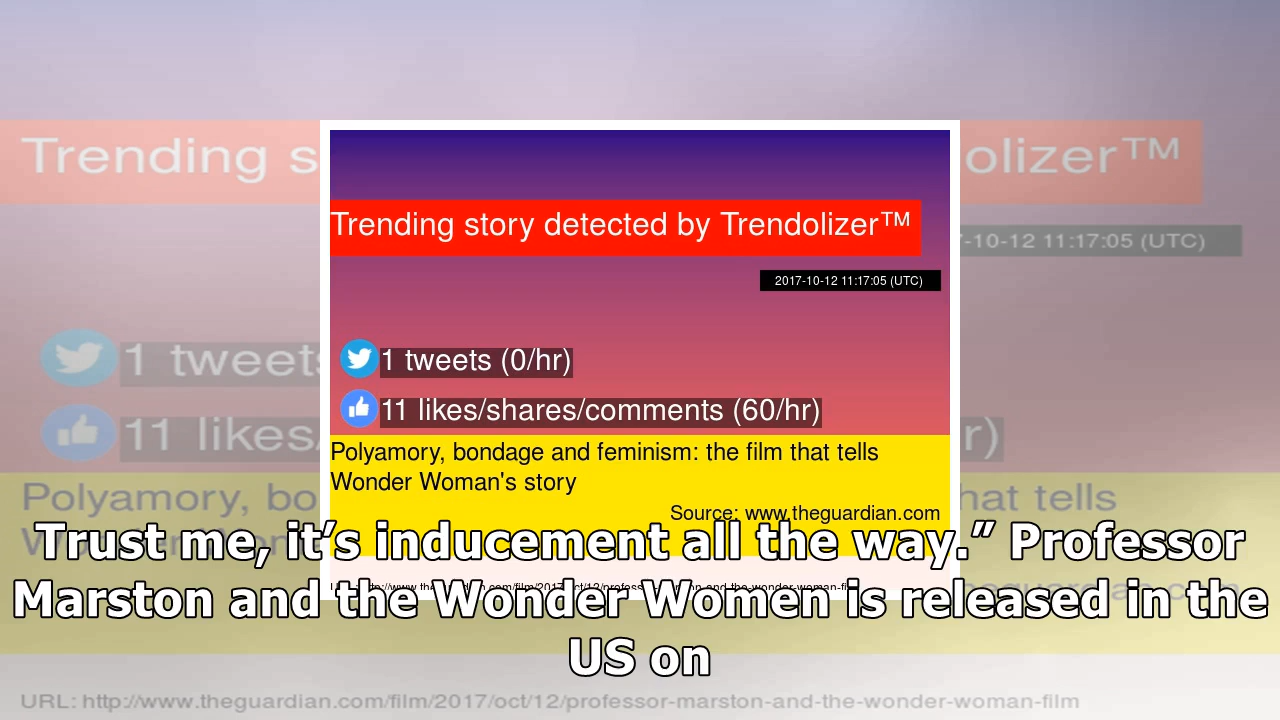 Trending story detected by Trendolizer™
2017-10-12 11:17:05 (UTC)
1 tweets (0/hr)
11 likes/shares/comments (60/hr)
Polyamory, bondage and feminism: the film that tells
Wonder Woman's story
Source: www.theguardian.com
Trust me, it’s inducement all the way.” Professor
Marston and the Wonder Women is released in the
US on
URL: http://www.theguardian.com/film/2017/oct/12/professor-marston-and-the-wonder-woman-film